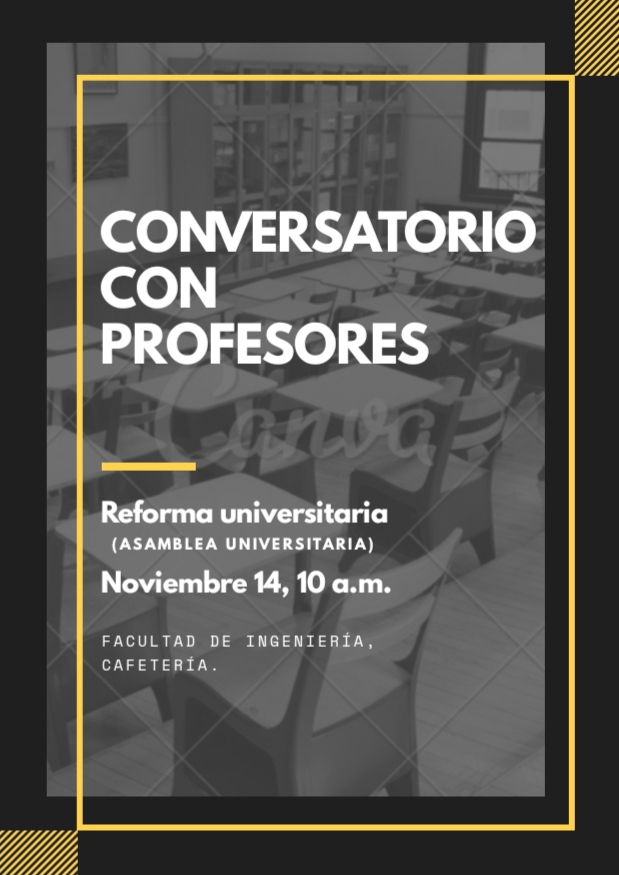 CONVERSATORIO
CON
PROFESORES
Canva
Reforma universitaria
(ASAMBLEA UNIVERSITARIA)
Noviembre 14, 10 a.m.
FACULTAD DE INGENIERÍA,
CAFETERÍA.